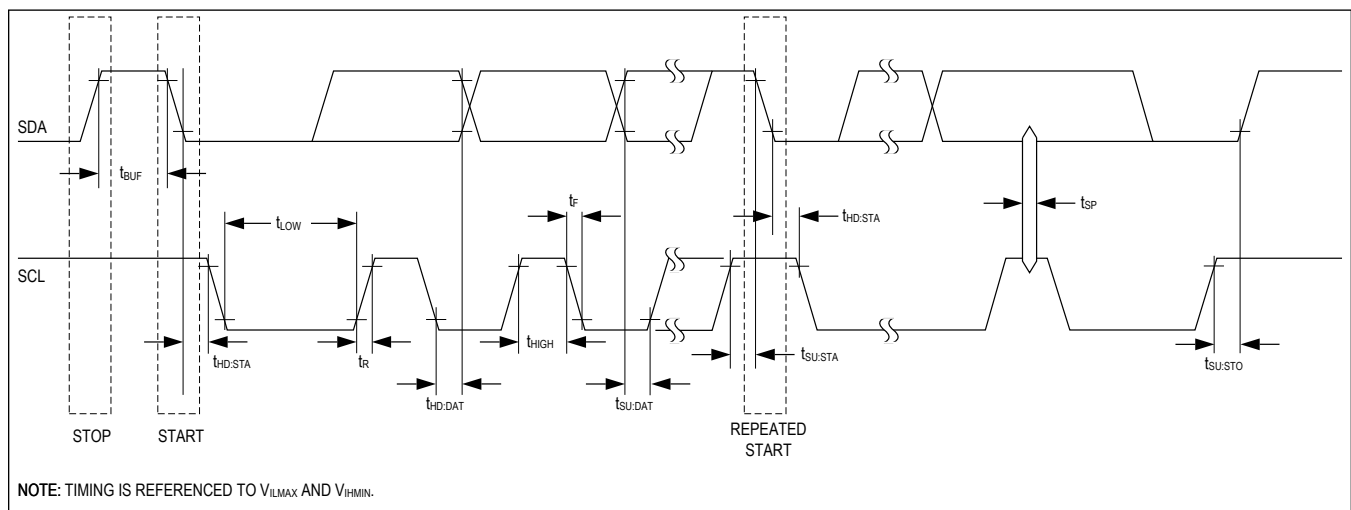 SDA
tBUF
tLOW
tF
tHD:STA
tSP
SCL
tHD:STA
tR
tHIGH
tHD:DAT
tSU:DAT
tSU:STA
tSU:STO
STOP
START
REPEATED
START
NOTE: TIMING IS REFERENCED TO VILMAX AND VIHMIN.